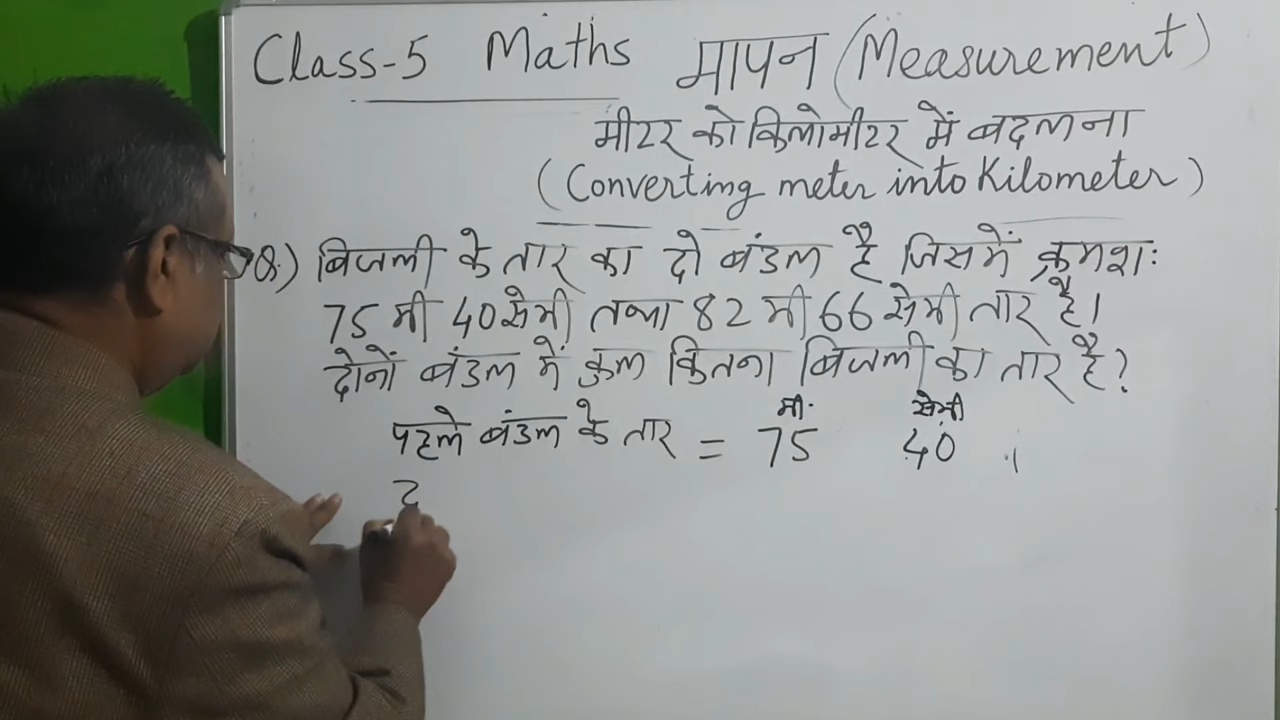 Class-5 Maths मापन (Measurement)
मीटर को किलोमीटर में बदलना
(Converting meter into Kilometer)
Q.) बिजली के तार का दो बंडल है जिसमें क्रमशः
75 मी 40 सेमी तथा 82 मी 66 सेमी तार है।
दोनों बंडल में कुल कितना बिजली का तार है?
मी. सेमी
पहले बंडल के तार = 75 40